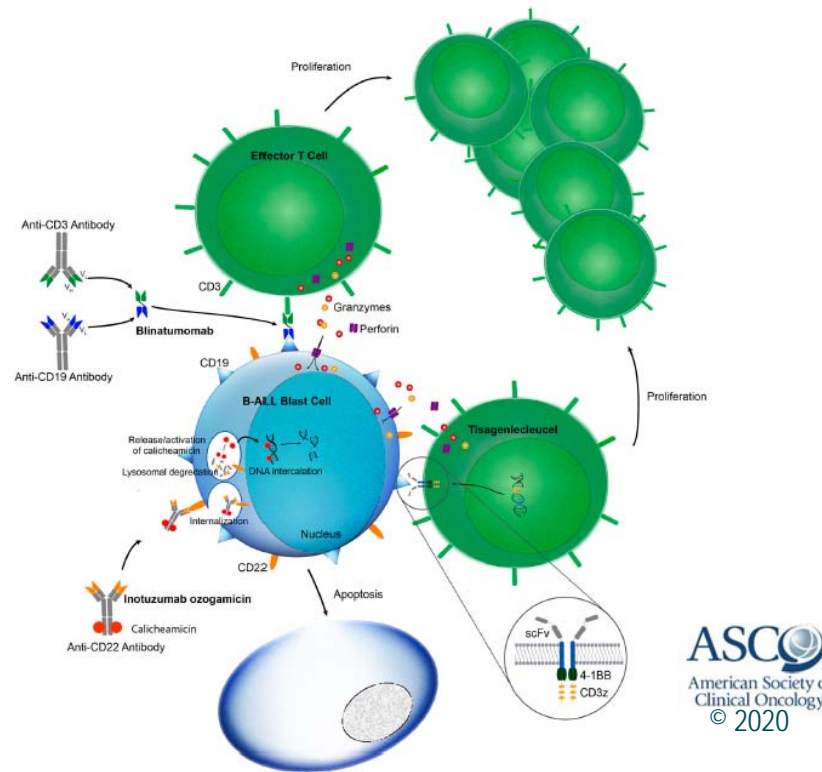 Proliferation
Effector T Cell
Anti-CD3 Antibody
CD3
Granzymes
Perforin
Blinatumomab
Anti-CD19 Antibody
CD19
Proliferation
B-ALL Blast Cell
Tisagenlecleucel
Release/activation
of calicheamicin
Lysosomal degredation
DNA intercalation
Internalization
Nucleus
CD22
Inotuzumab ozogamicin
Apoptosis
Calicheamicin
Anti-CD22 Antibody
scFv
4-1BB
CD3z
ASCO
American Society of
Clinical Oncology
© 2020